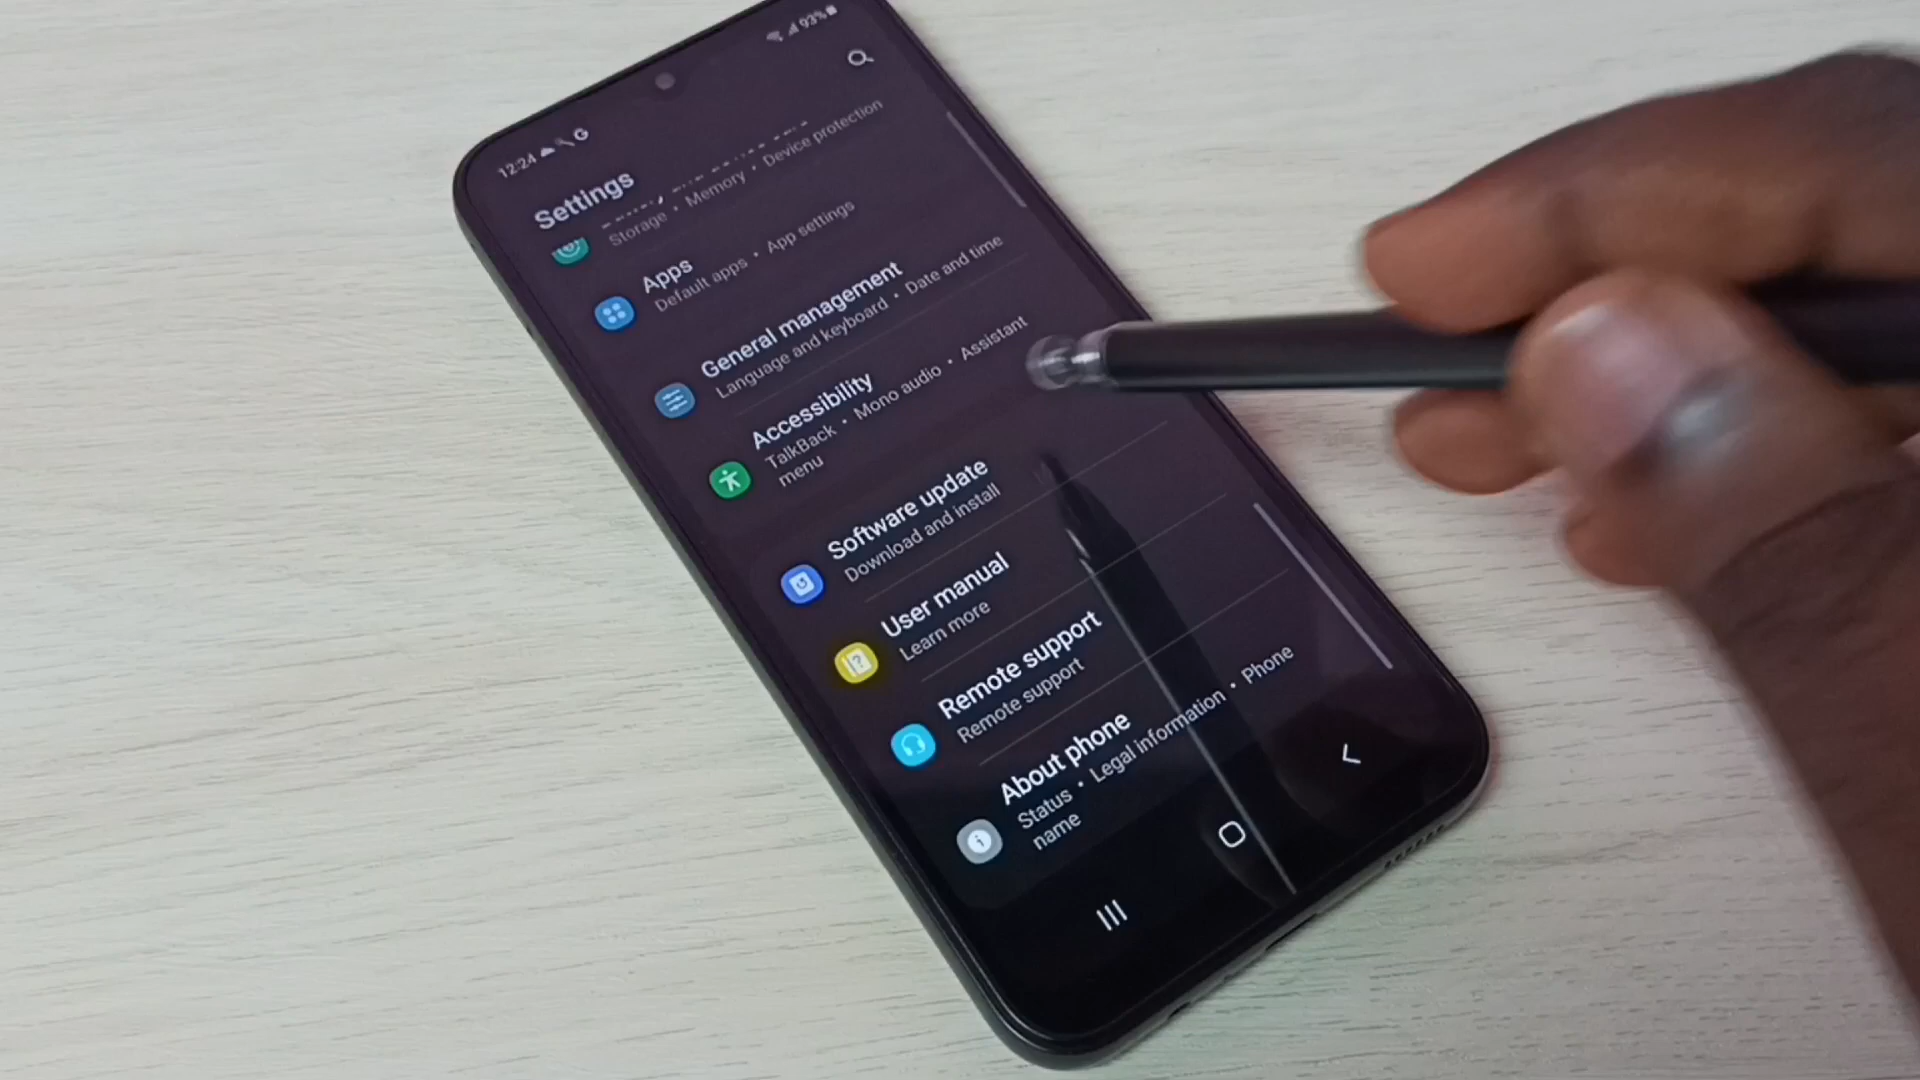 12:24 G
93%
Settings
Storage • Memory • Device protection
Apps
Default apps • App settings
General management
Language and keyboard • Date and time
Accessibility
TalkBack • Mono audio • Assistant
menu
Software update
Download and install
User manual
Learn more
Remote support
Remote support
About phone
Status • Legal information • Phone
name